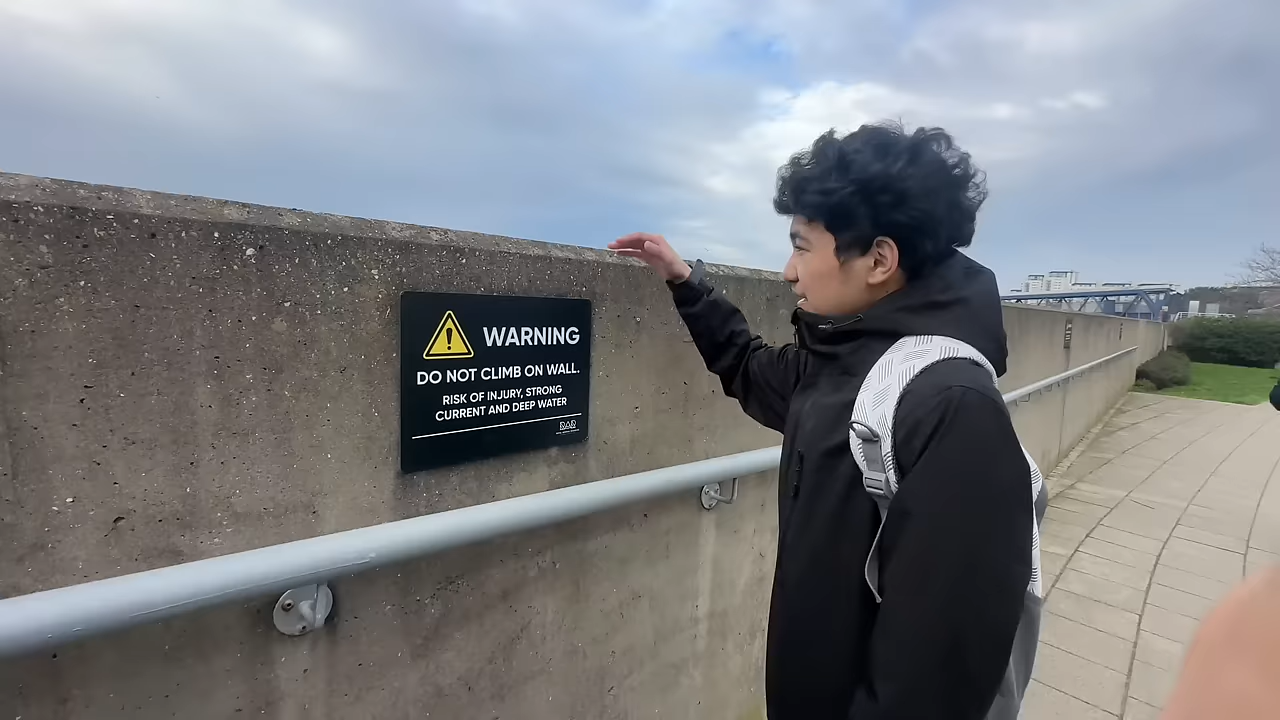 WARNING
DO NOT CLIMB ON WALL.
RISK OF INJURY, STRONG
CURRENT AND DEEP WATER